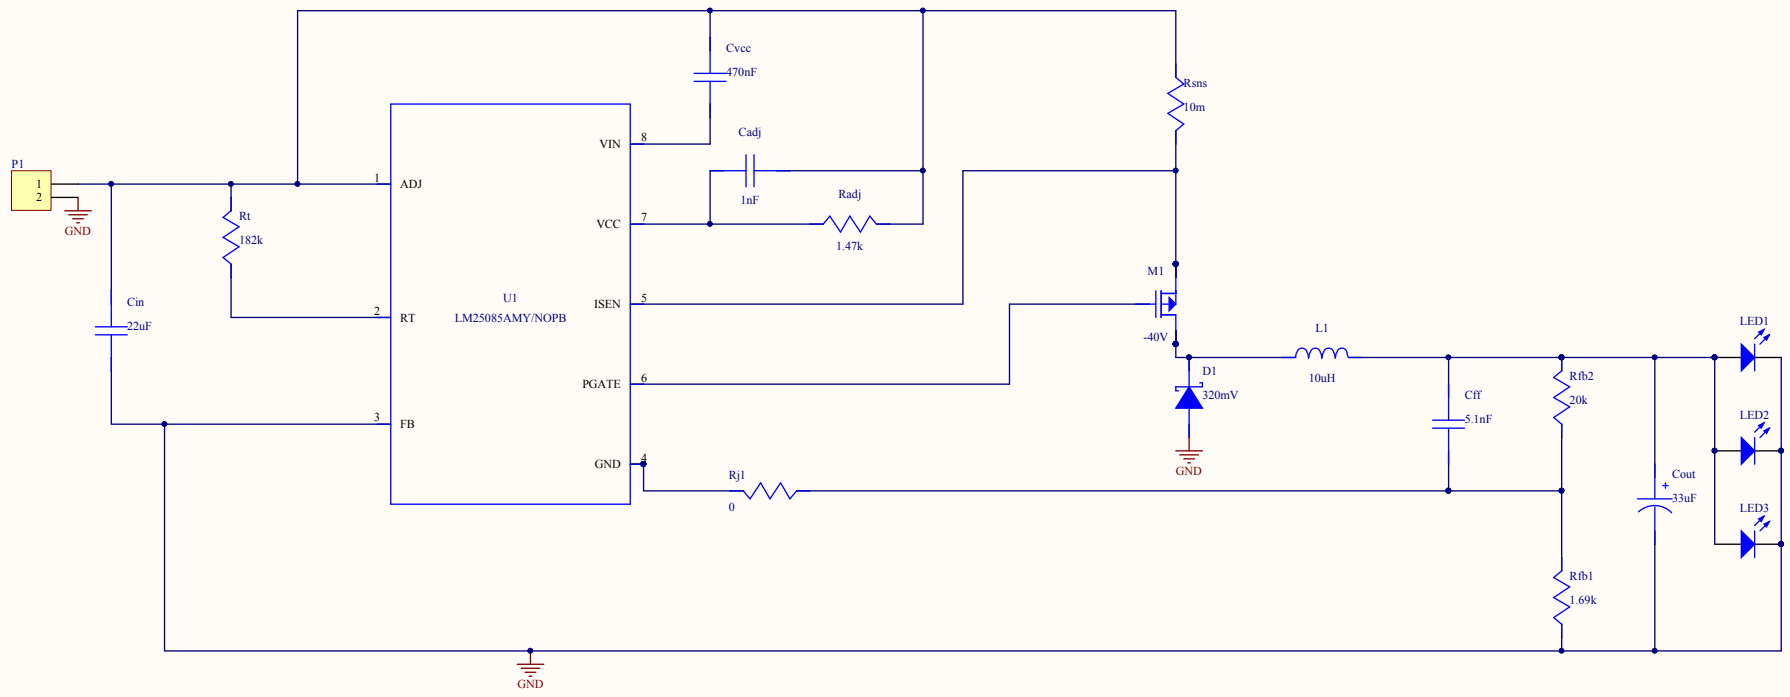 P1
1
2
GND
Cin
22uF
Rt
182k
1
ADJ
2
RT
3
FB
U1
LM25085AMY/NOPB
VIN
8
VCC
7
ISEN
5
PGATE
6
GND
4
Cvcc
470nF
Cadj
1nF
Radj
1.47k
Rsns
10m
M1
-40V
D1
320mV
GND
L1
10uH
Cff
5.1nF
Rfb2
20k
Rj1
0
Rfb1
1.69k
Cout
+
33uF
LED1
LED2
LED3
GND